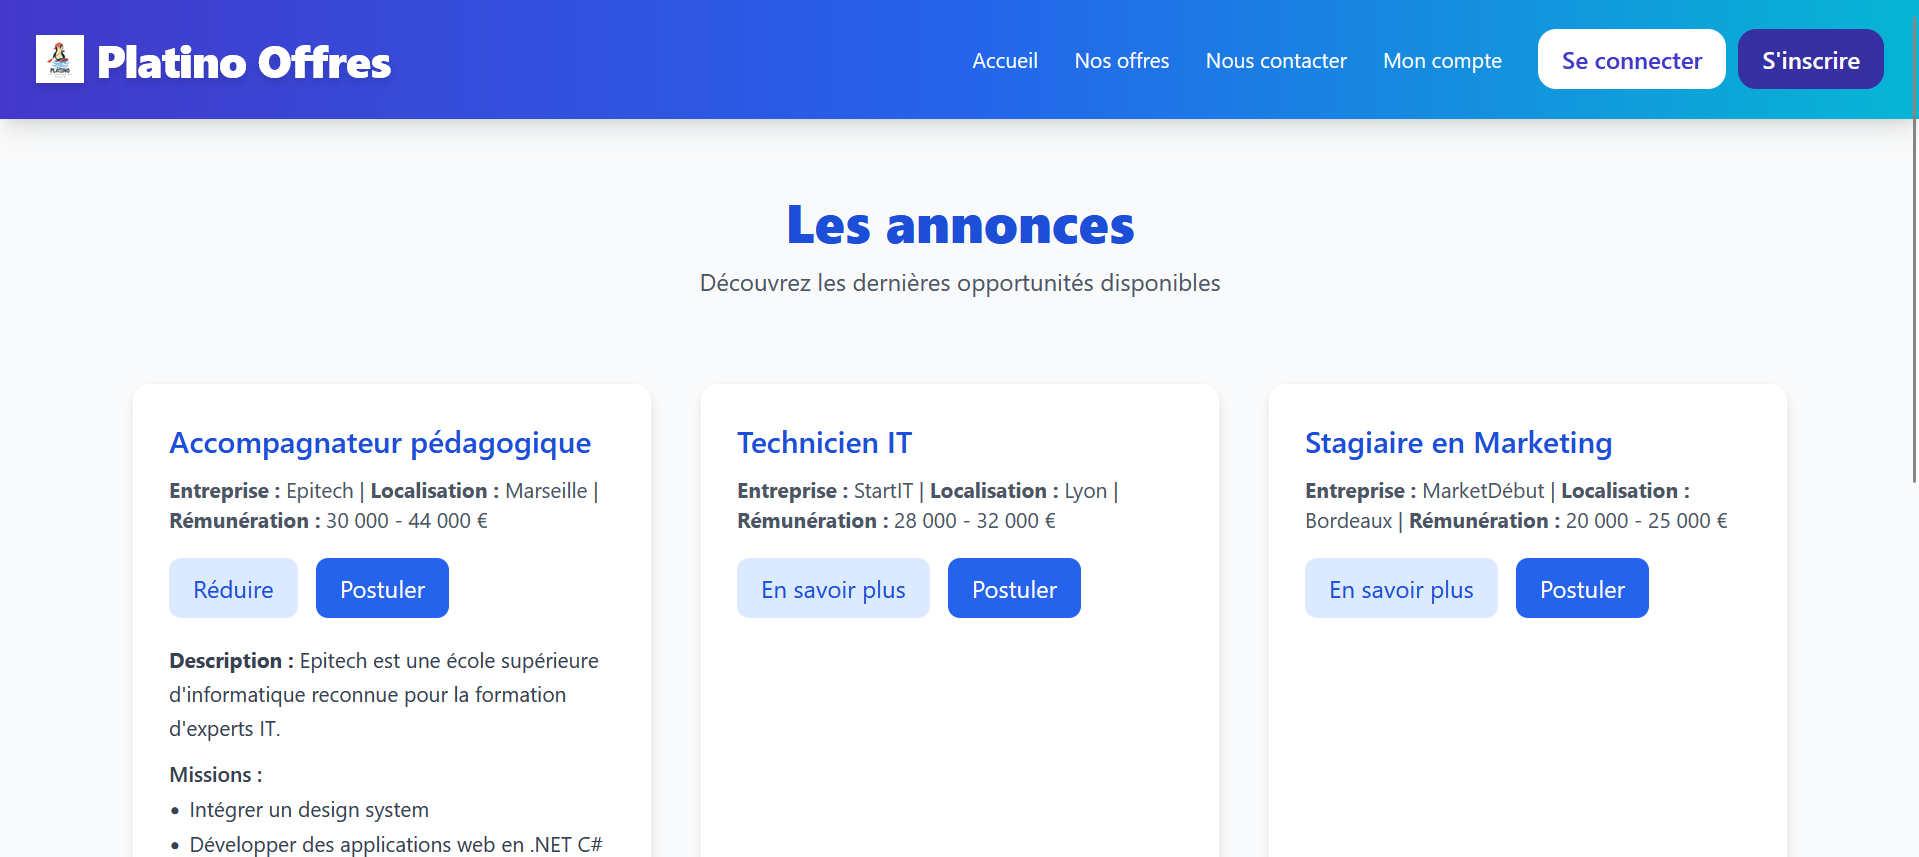 PLATINO
Platino Offres
Accueil
Nos offres
Nous contacter
Mon compte
Se connecter
S'inscrire
Les annonces
Découvrez les dernières opportunités disponibles
Accompagnateur pédagogique
Entreprise : Epitech | Localisation : Marseille |
Rémunération : 30 000 - 44 000 €
Réduire
Postuler
Description : Epitech est une école supérieure
d'informatique reconnue pour la formation
d'experts IT.
Missions :
• Intégrer un design system
• Développer des applications web en .NET C#
Technicien IT
Entreprise : StartIT | Localisation : Lyon |
Rémunération : 28 000 - 32 000 €
En savoir plus
Postuler
Stagiaire en Marketing
Entreprise : MarketDébut | Localisation :
Bordeaux | Rémunération : 20 000 - 25 000 €
En savoir plus
Postuler